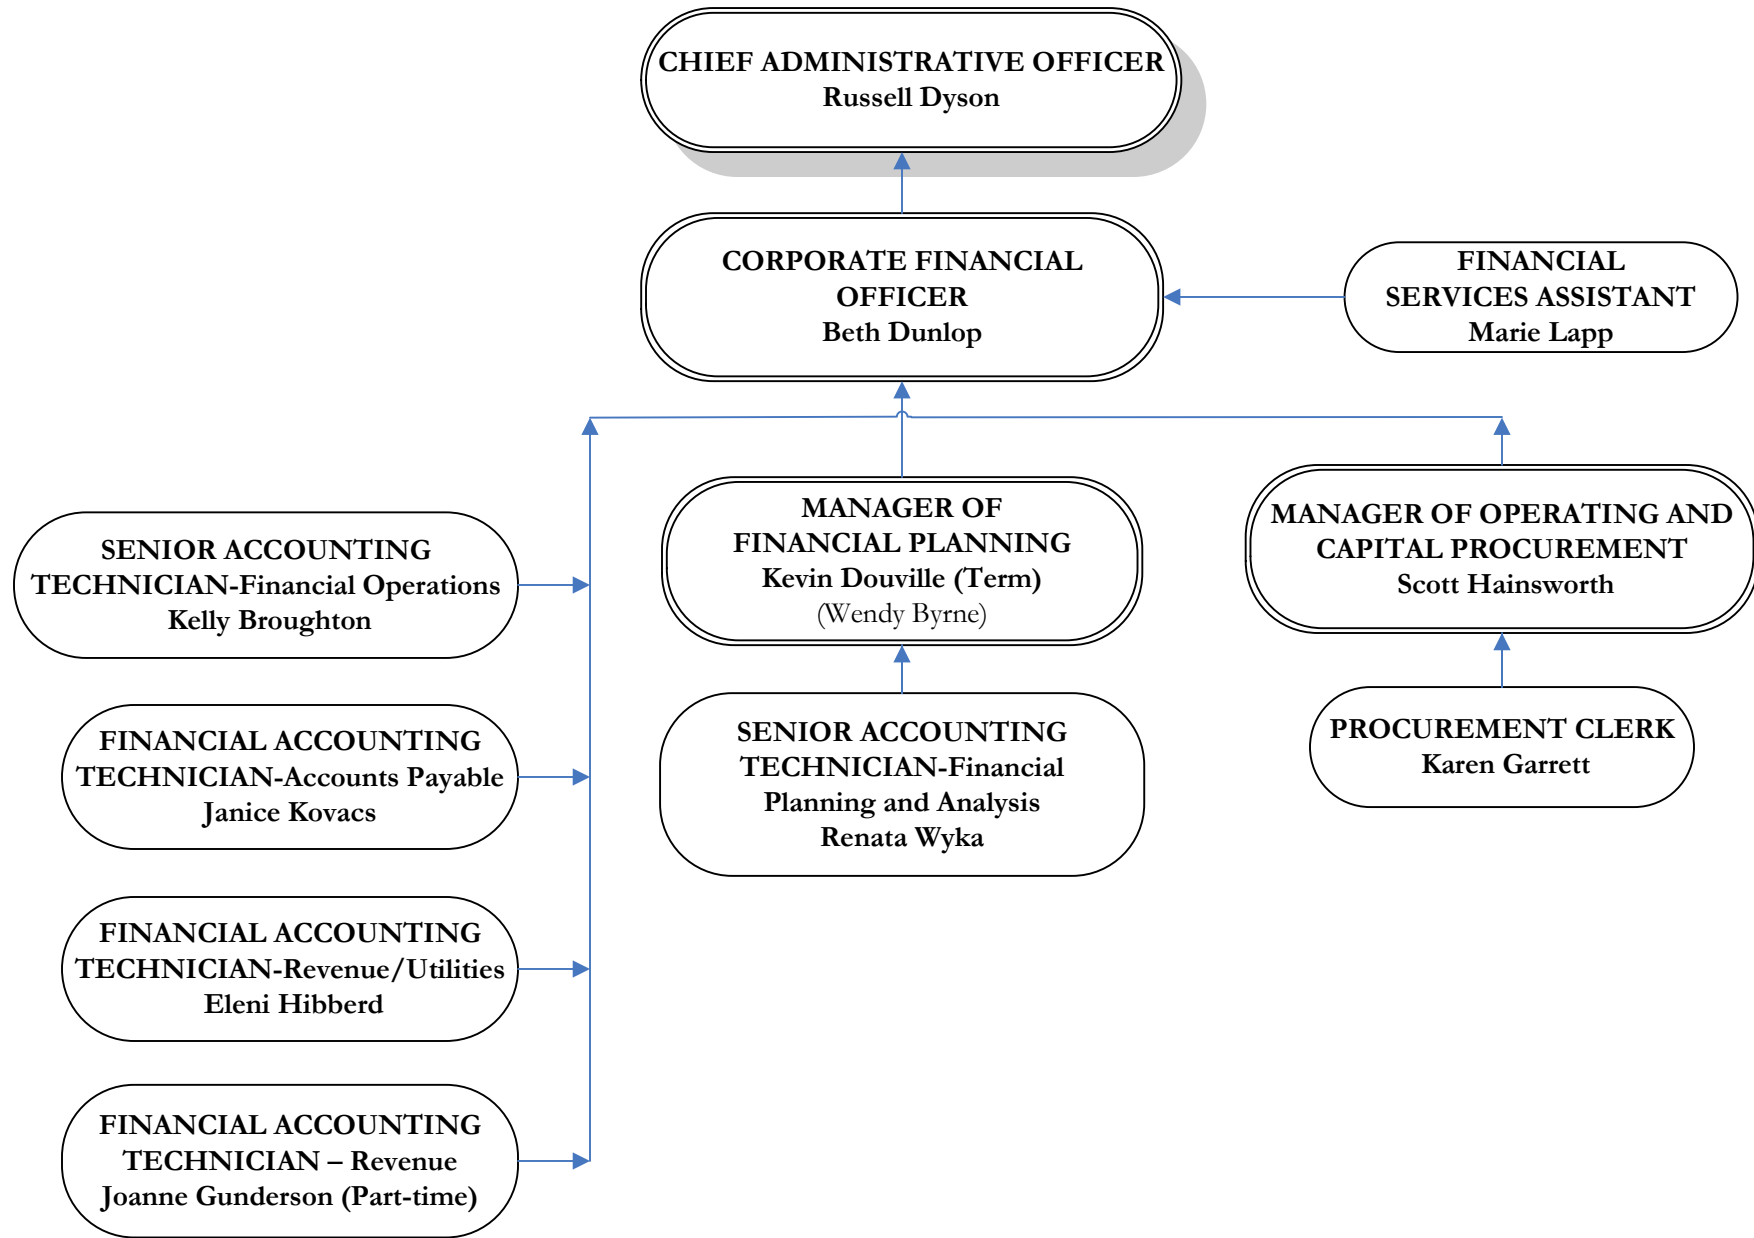 CHIEF ADMINISTRATIVE OFFICER
Russell Dyson
CORPORATE FINANCIAL
OFFICER
Beth Dunlop
FINANCIAL
SERVICES ASSISTANT
Marie Lapp
SENIOR ACCOUNTING
TECHNICIAN-Financial Operations
Kelly Broughton
MANAGER OF
FINANCIAL PLANNING
Kevin Douville (Term)
(Wendy Byrne)
MANAGER OF OPERATING AND
CAPITAL PROCUREMENT
Scott Hainsworth
FINANCIAL ACCOUNTING
TECHNICIAN-Accounts Payable
Janice Kovacs
SENIOR ACCOUNTING
TECHNICIAN-Financial
Planning and Analysis
Renata Wyka
PROCUREMENT CLERK
Karen Garrett
FINANCIAL ACCOUNTING
TECHNICIAN-Revenue/Utilities
Eleni Hibberd
FINANCIAL ACCOUNTING
TECHNICIAN – Revenue
Joanne Gunderson (Part-time)